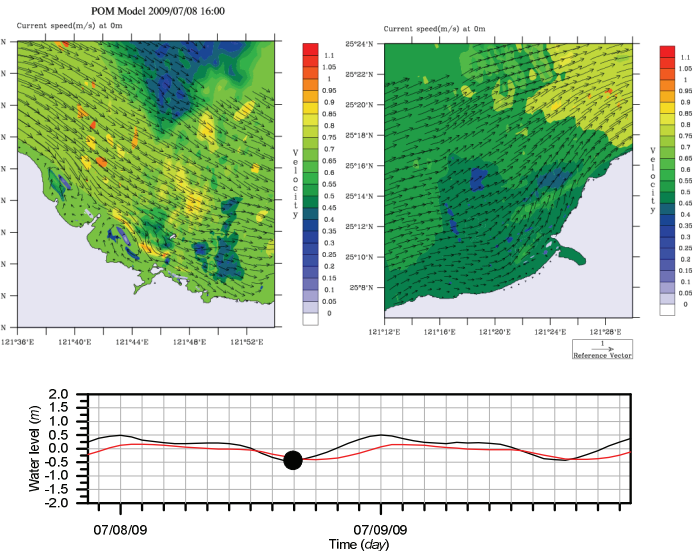 POM Model 2009/07/08 16:00
Current speed(m/s) at 0m
N
N
N
N
N
N
N
N
N
N
121°36'E 121°40'E 121°44'E 121°48'E 121°52'E
1.1
1.05
1
0.95
0.9
0.85
0.8
0.75
0.7
0.65
0.6
0.55
0.5
0.45
0.4
0.35
0.3
0.25
0.2
0.15
0.1
0.05
0
Velocity
Current speed(m/s) at 0m
25°24'N
25°22'N
25°20'N
25°18'N
25°16'N
25°14'N
25°12'N
25°10'N
25°8'N
121°12'E 121°16'E 121°20'E 121°24'E 121°28'E
Velocity
1.1
1.05
1
0.95
0.9
0.85
0.8
0.75
0.7
0.65
0.6
0.55
0.5
0.45
0.4
0.35
0.3
0.25
0.2
0.15
0.1
0.05
0
1
Reference Vector
Water level (m)
2.0
1.5
1.0
0.5
0.0
-0.5
-1.0
-1.5
-2.0
07/08/09 07/09/09
Time (day)